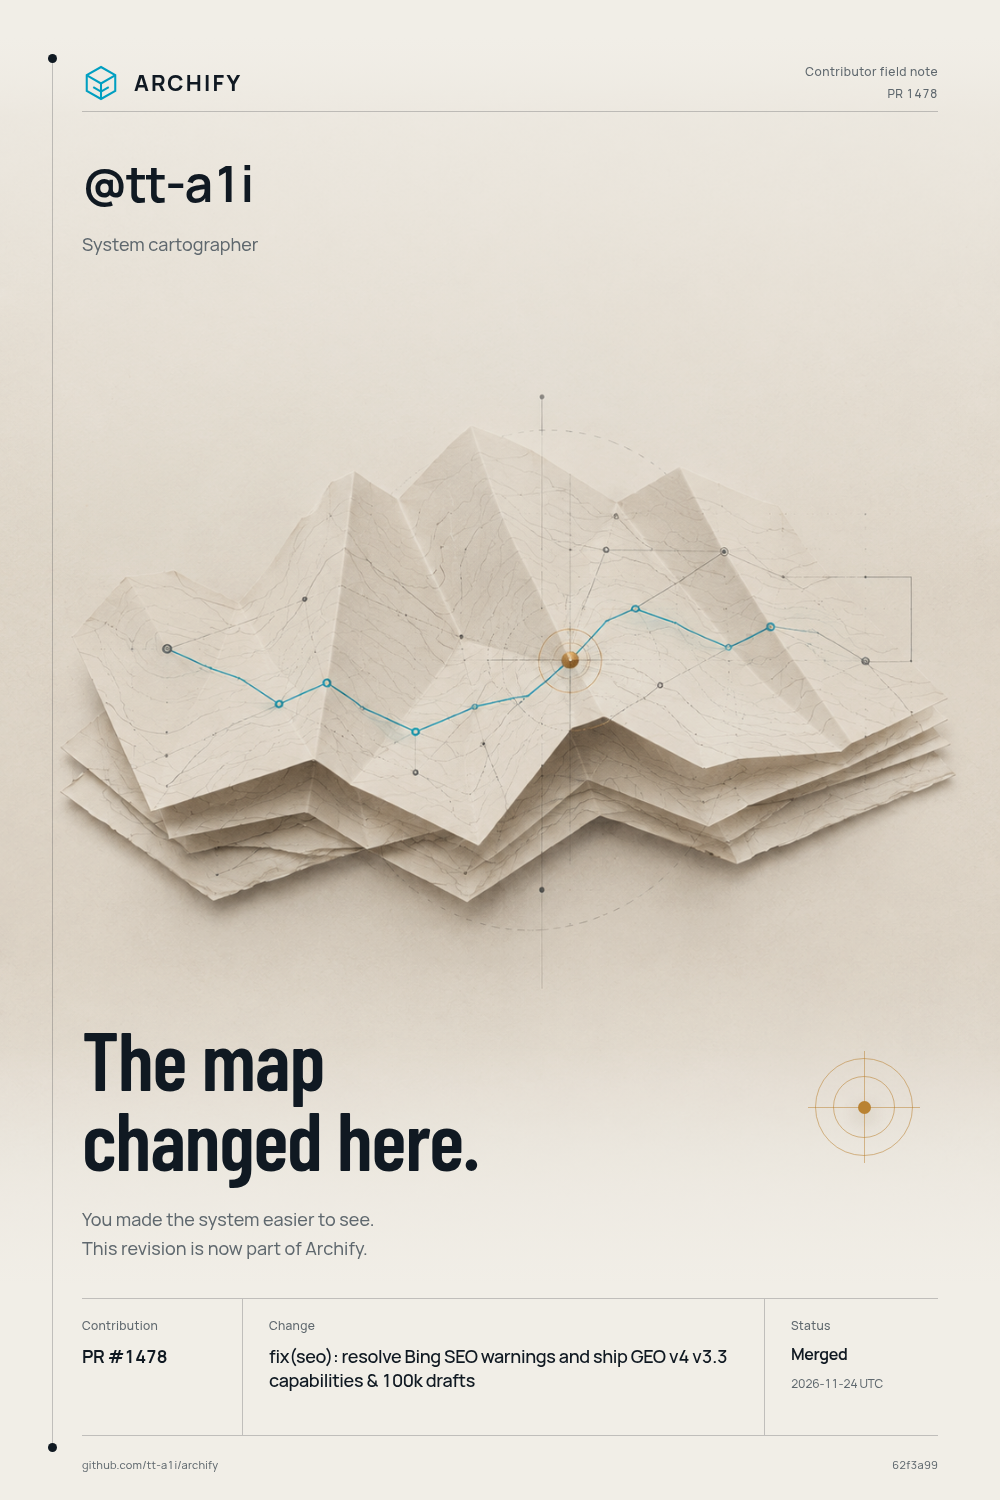 ARCHIFY
Contributor field note
PR 1478
@tt-a1i
System cartographer
The map
changed here.
You made the system easier to see.
This revision is now part of Archify.
Contribution
PR #1478
Change
fix(seo): resolve Bing SEO warnings and ship GEO v4 v3.3
capabilities & 100k drafts
Status
Merged
2026-11-24 UTC
github.com/tt-a1i/archify
62f3a99